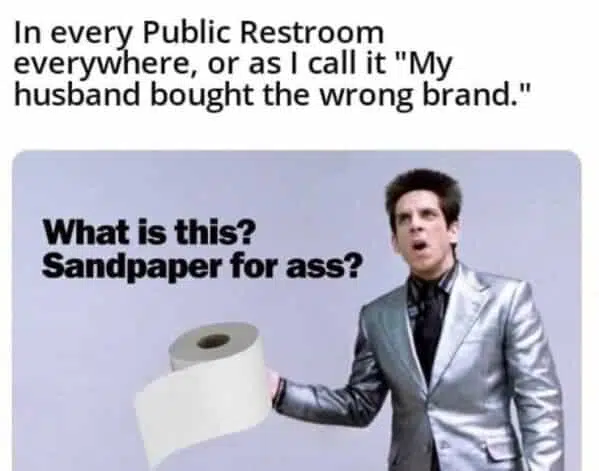 In every Public Restroom
everywhere, or as I call it "My
husband bought the wrong brand."
What is this?
Sandpaper for ass?